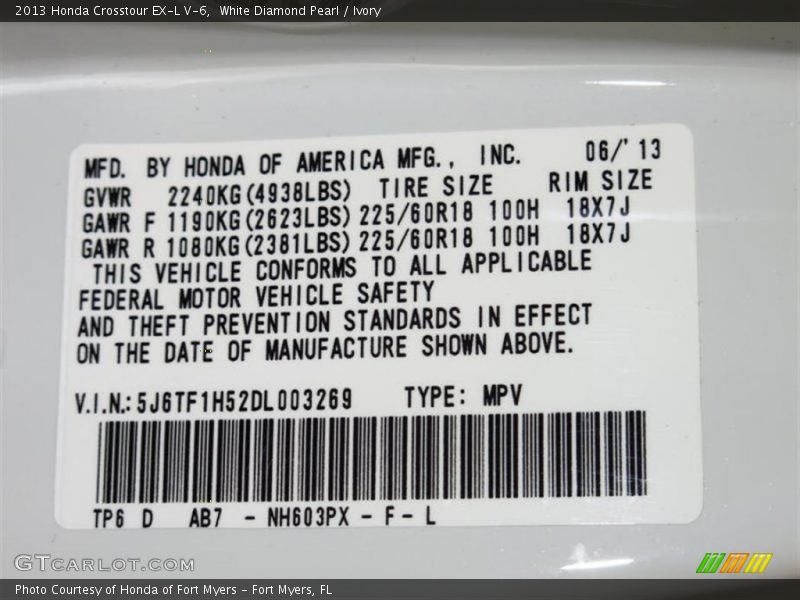 2013 Honda Crosstour EX-L V-6,  White Diamond Pearl / Ivory
MFD. BY HONDA OF AMERICA MFG., INC. 06/'13
GVWR 2240KG(4938LBS) TIRE SIZE RIM SIZE
GAWR F 1190KG(2623LBS) 225/60R18 100H 18X7J
GAWR R 1080KG(2381LBS) 225/60R18 100H 18X7J
THIS VEHICLE CONFORMS TO ALL APPLICABLE
FEDERAL MOTOR VEHICLE SAFETY
AND THEFT PREVENTION STANDARDS IN EFFECT
ON THE DATE OF MANUFACTURE SHOWN ABOVE.
V.I.N.: 5J6TF1H52DL003269 TYPE: MPV
TP6 D AB7 - NH603PX - F - L
GTCARLOT.COM
Photo Courtesy of Honda of Fort Myers - Fort Myers, FL